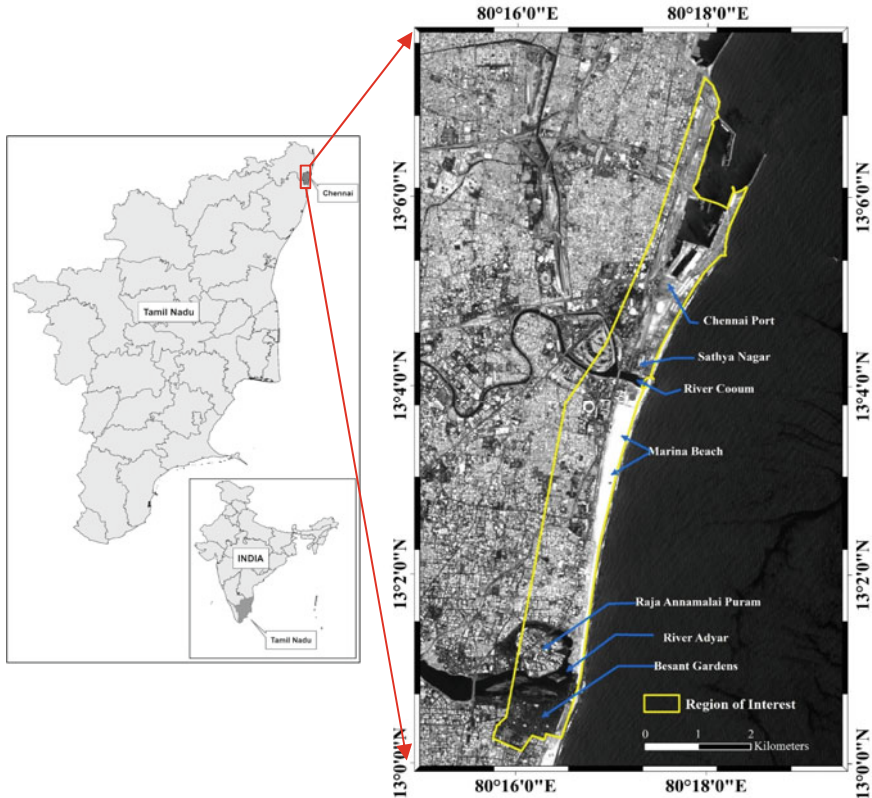 80°16'0"E
80°18'0"E
Chennai
Tamil Nadu
INDIA
Tamil Nadu
13°6'0"N
13°6'0"N
13°4'0"N
13°4'0"N
13°2'0"N
13°2'0"N
13°0'0"N
13°0'0"N
Chennai Port
Sathya Nagar
River Cooum
Marina Beach
Raja Annamalai Puram
River Adyar
Besant Gardens
Region of Interest
0 1 2
Kilometers
80°16'0"E
80°18'0"E